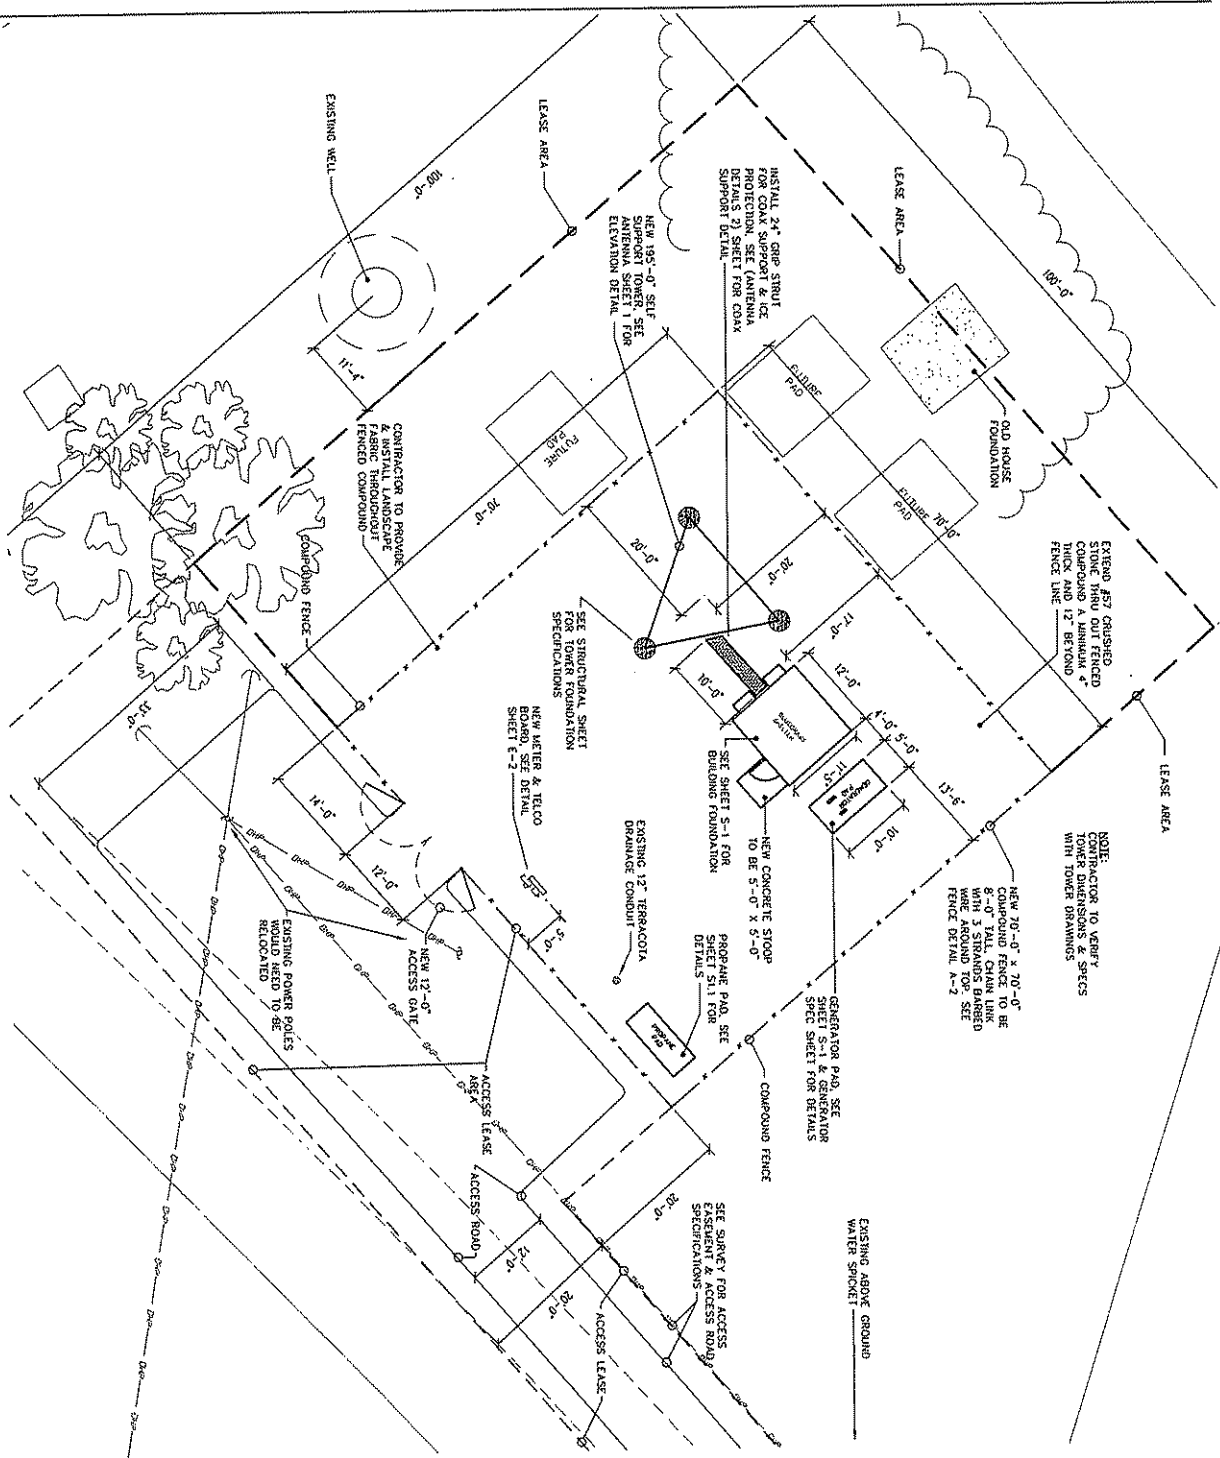 EXISTING WELL
LEASE AREA
100'-0"
11'-4"
INSTALL 24" GRIP STRUT
FOR COAX SUPPORT & ICE
PROTECTION, SEE (ANTENNA
DETAILS 2) SHEET FOR COAX
SUPPORT DETAIL
NEW 195'-0" SELF
SUPPORT TOWER, SEE
ANTENNA SHEET 1 FOR
ELEVATION DETAIL
LEASE AREA
100'-0"
OLD HOUSE
FOUNDATION
FUTURE
PAD
FUTURE
PAD
FUTURE
PAD
70'-0"
70'-0"
CONTRACTOR TO PROVIDE
& INSTALL LANDSCAPE
FABRIC THROUGHOUT
FENCED COMPOUND
COMPOUND FENCE
EXTEND #57 CRUSHED
STONE THRU OUT FENCED
COMPOUND A MINIMUM 4"
THICK AND 12" BEYOND
FENCE LINE
LEASE AREA
NOTE:
CONTRACTOR TO VERIFY
TOWER DIMENSIONS & SPECS
WITH TOWER DRAWINGS
20'-0"
20'-0"
17'-0"
12'-0"
4'-0"
5'-0"
13'-6"
10'-0"
11'-5"
10'-0"
SEE STRUCTURAL SHEET
FOR TOWER FOUNDATION
SPECIFICATIONS
SHELTER
GENERATOR
PAD
SEE SHEET S-1 FOR
BUILDING FOUNDATION
NEW CONCRETE STOOP
TO BE 5'-0" X 5'-0"
NEW 70'-0" x 70'-0"
COMPOUND FENCE TO BE
8'-0" TALL CHAIN LINK
WITH 3 STRANDS BARBED
WIRE AROUND TOP. SEE
FENCE DETAIL A-2
GENERATOR PAD, SEE
SHEET S-1 & GENERATOR
SPEC SHEET FOR DETAILS
NEW METER & TELCO
BOARD, SEE DETAIL
SHEET E-2
EXISTING 12" TERRACOTA
DRAINAGE CONDUIT
PROPANE PAD, SEE
SHEET S1.1 FOR
DETAILS
PROPANE
PAD
COMPOUND FENCE
33'-0"
14'-0"
12'-0"
5'-0"
EXISTING POWER POLES
WOULD NEED TO BE
RELOCATED
NEW 12'-0"
ACCESS GATE
ACCESS LEASE
AREA
ACCESS ROAD
12'-0"
20'-0"
20'-0"
SEE SURVEY FOR ACCESS
EASEMENT & ACCESS ROAD
SPECIFICATIONS
ACCESS LEASE
EXISTING ABOVE GROUND
WATER SPICKET
OHP
OHP
OHP
OHP
OHP
OHP